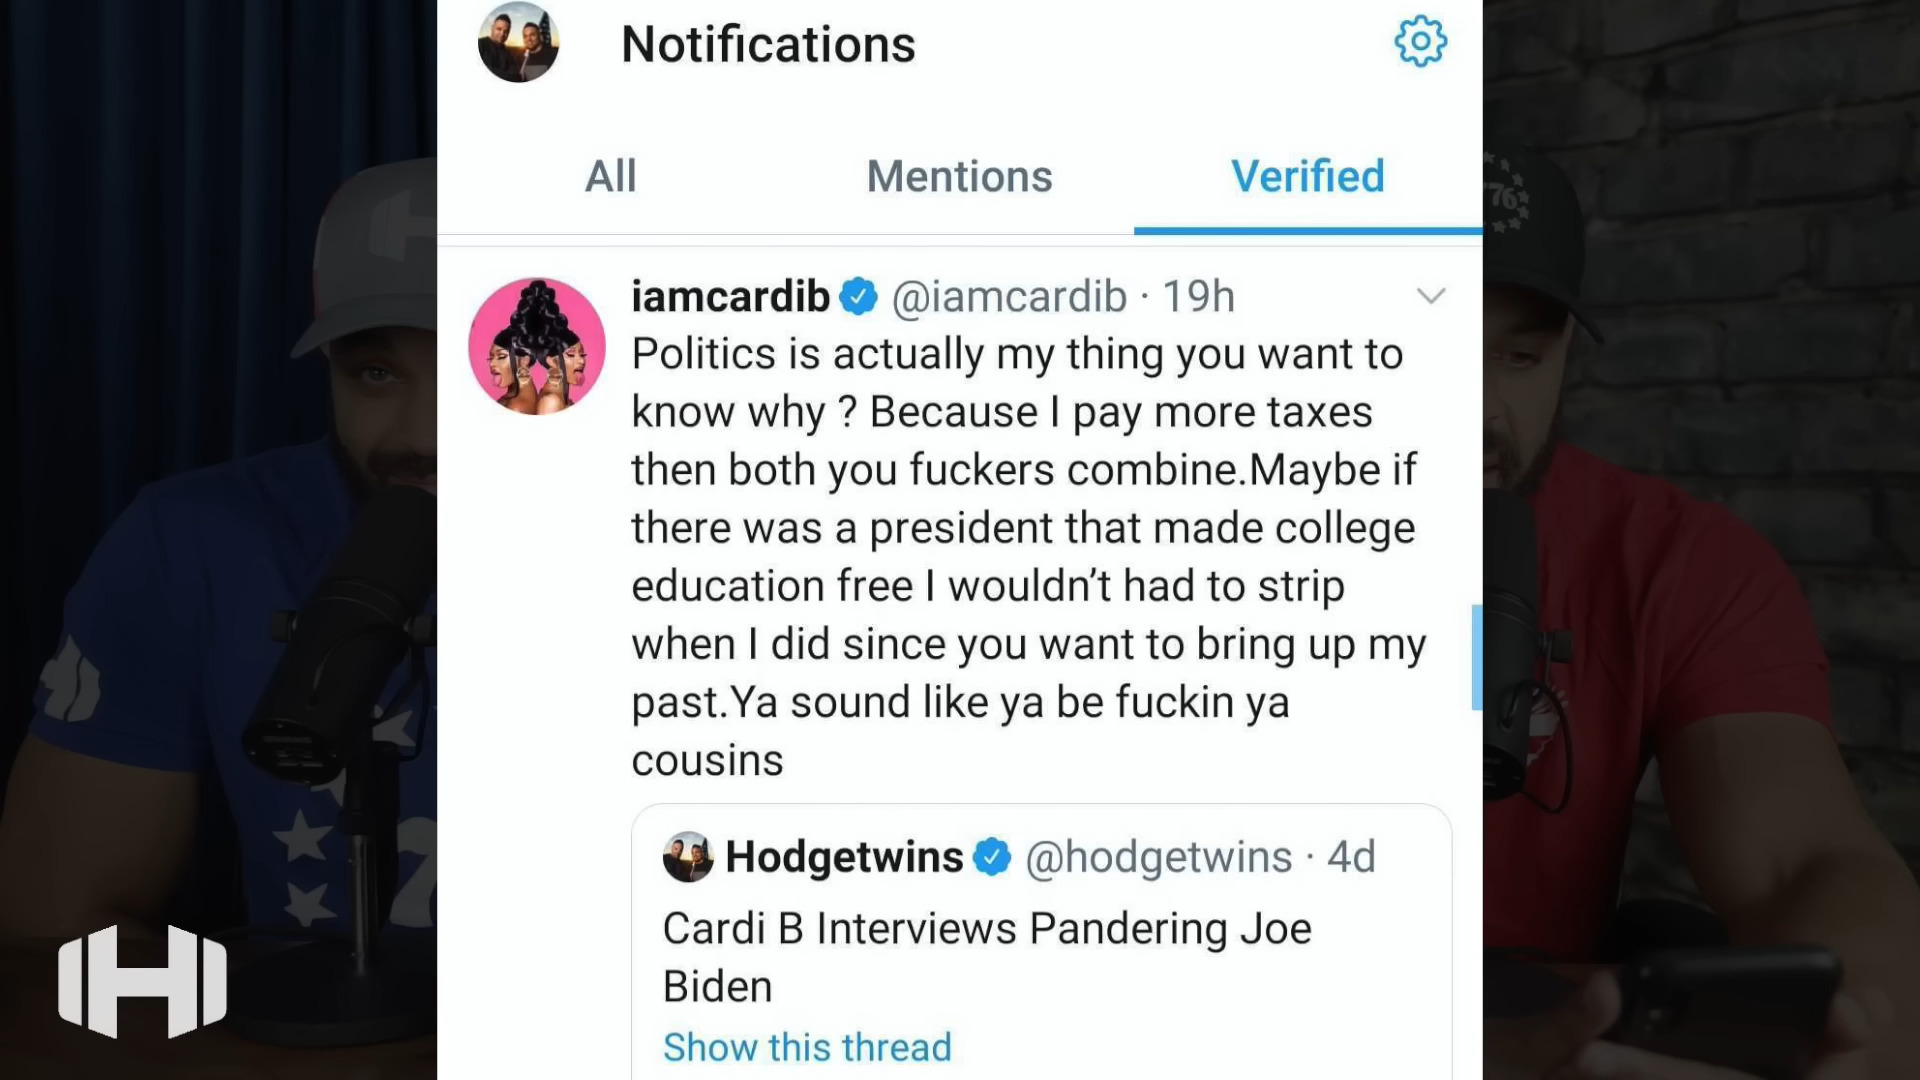 Notifications
All Mentions Verified
iamcardib @iamcardib · 19h
Politics is actually my thing you want to
know why ? Because I pay more taxes
then both you fuckers combine.Maybe if
there was a president that made college
education free I wouldn’t had to strip
when I did since you want to bring up my
past.Ya sound like ya be fuckin ya
cousins
Hodgetwins @hodgetwins · 4d
Cardi B Interviews Pandering Joe
Biden
Show this thread
76
H